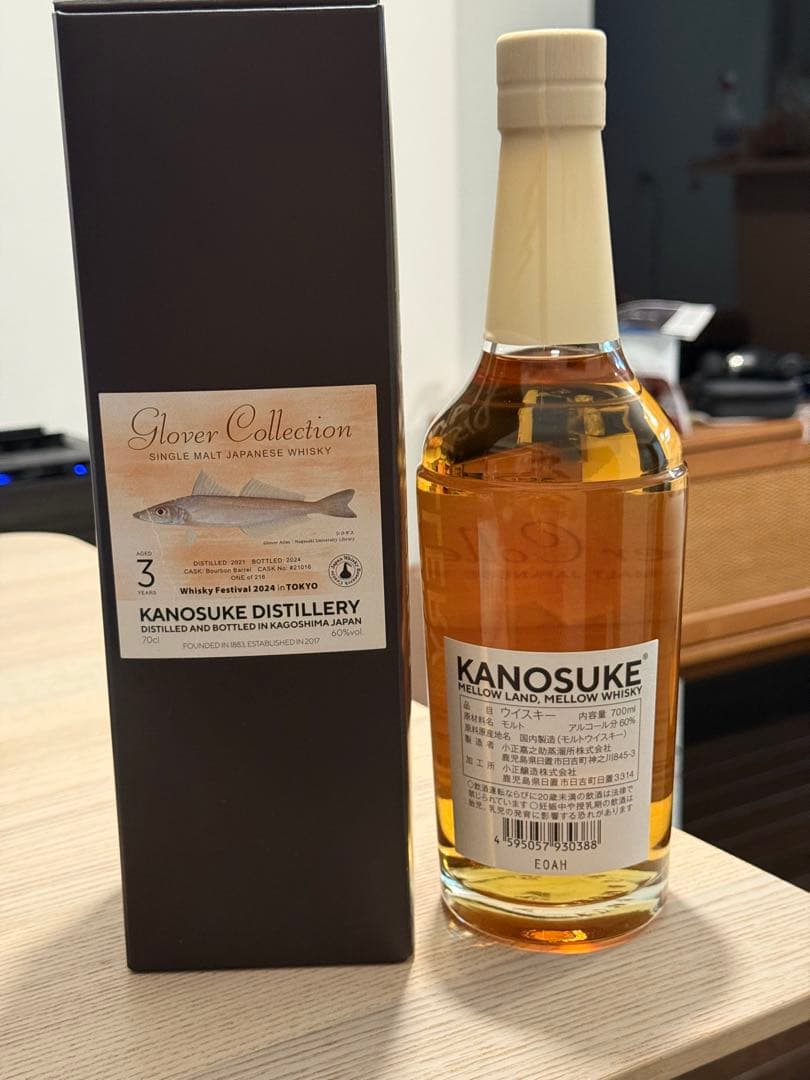 Glover Collection
SINGLE MALT JAPANESE WHISKY
シロギス
Glover Atlas : Nagasaki University Library
AGED
3
YEARS
DISTILLED: 2021 BOTTLED: 2024
CASK: Bourbon Barrel CASK No: #21016
ONE of 216
Whisky Festival 2024 in TOKYO
KANOSUKE DISTILLERY
DISTILLED AND BOTTLED IN KAGOSHIMA JAPAN
70cl 60%vol
FOUNDED IN 1883, ESTABLISHED IN 2017
KANOSUKE®
MELLOW LAND, MELLOW WHISKY
品目 ウイスキー 内容量 700ml
原材料名 モルト アルコール分 60%
原料原産地名 国内製造(モルトウイスキー)
製造者 小正嘉之助蒸溜所株式会社
鹿児島県日置市日吉町神之川845-3
加工所 小正醸造株式会社
鹿児島県日置市日吉町日置3314
○飲酒運転ならびに20歳未満の飲酒は法律で
禁じられています ○妊娠中や授乳期の飲酒は
胎児、乳児の発育に影響する恐れがあります
4 595057 930388
EOAH